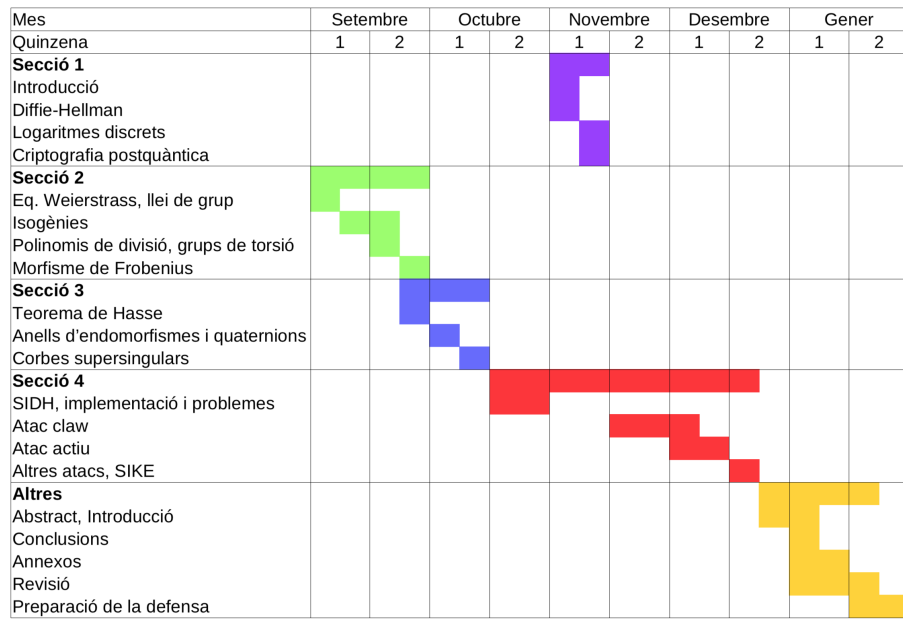 Mes Setembre Octubre Novembre Desembre Gener
Quinzena 1 2 1 2 1 2 1 2 1 2
Secció 1
Introducció
Diffie-Hellman
Logaritmes discrets
Criptografia postquàntica
Secció 2
Eq. Weierstrass, llei de grup
Isogènies
Polinomis de divisió, grups de torsió
Morfisme de Frobenius
Secció 3
Teorema de Hasse
Anells d’endomorfismes i quaternions
Corbes supersingulars
Secció 4
SIDH, implementació i problemes
Atac claw
Atac actiu
Altres atacs, SIKE
Altres
Abstract, Introducció
Conclusions
Annexos
Revisió
Preparació de la defensa